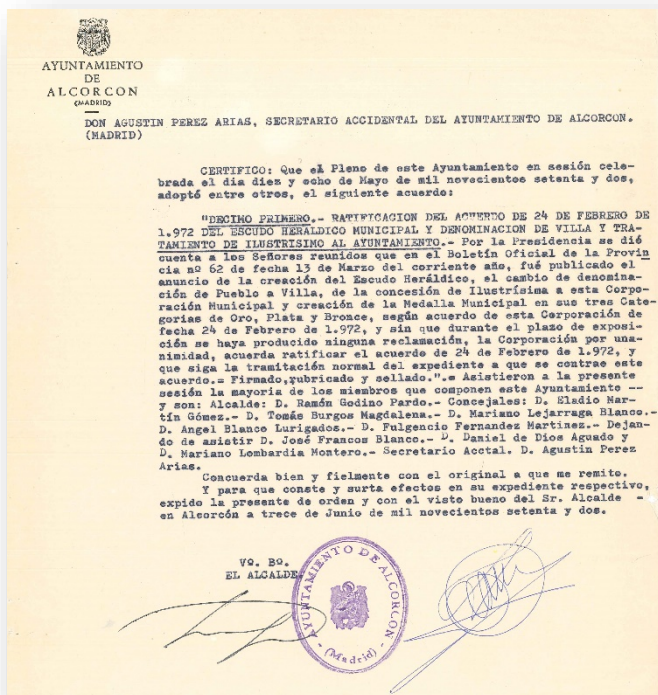 AYUNTAMIENTO
DE
ALCORCON
(MADRID)
DON AGUSTIN PEREZ ARIAS, SECRETARIO ACCIDENTAL DEL AYUNTAMIENTO DE ALCORCON.
(MADRID)
CERTIFICO: Que el Pleno de este Ayuntamiento en sesión cele-
brada el dia diez y ocho de Mayo de mil novecientos setenta y dos,
adoptó entre otros, el siguiente acuerdo:
"DECIMO PRIMERO.- RATIFICACION DEL ACUERDO DE 24 DE FEBRERO DE
1.972 DEL ESCUDO HERALDICO MUNICIPAL Y DENOMINACION DE VILLA Y TRA-
TAMIENTO DE ILUSTRISIMO AL AYUNTAMIENTO.- Por la Presidencia se dió
cuenta a los Señores reunidos que en el Boletín Oficial de la Provin
cia nº 62 de fecha 13 de Marzo del corriente año, fué publicado el
anuncio de la creación del Escudo Heráldico, el cambio de denomina-
ción de Pueblo a Villa, de la concesión de Ilustrísima a esta Corpo-
ración Municipal y creación de la Medalla Municipal en sus tres Cate-
gorias de Oro, Plata y Bronce, según acuerdo de esta Corporación de
fecha 24 de Febrero de 1.972, y sin que durante el plazo de exposi-
ción se haya producido ninguna reclamación, la Corporación por una-
nimidad, acuerda ratificar el acuerdo de 24 de Febrero de 1.972, y
que siga la tramitación normal del expediente a que se contrae este
acuerdo.= Firmado, rubricado y sellado.".= Asistieron a la presente
sesión la mayoria de los miembros que componen este Ayuntamiento --
y son: Alcalde: D. Ramón Godino Pardo.- Concejales: D. Eladio Mar-
tín Gómez.- D. Tomás Burgos Magdalena.- D. Mariano Lejarraga Blanco.-
D. Angel Blanco Lurigados.- D. Fulgencio Fernandez Martinez.- Dejan-
do de asistir D. José Francos Blanco.- D. Daniel de Dios Aguado y
D. Mariano Lombardia Montero.- Secretario Acctal. D. Agustin Perez
Arias.
Concuerda bien y fielmente con el original a que me remito.
Y para que conste y surta efectos en su expediente respectivo,
expido la presente de orden y con el visto bueno del Sr. Alcalde -
en Alcorcón a trece de Junio de mil novecientos setenta y dos.
Vº. Bº.
EL ALCALDE
AYUNTAMIENTO DE ALCORCON
(Madrid)